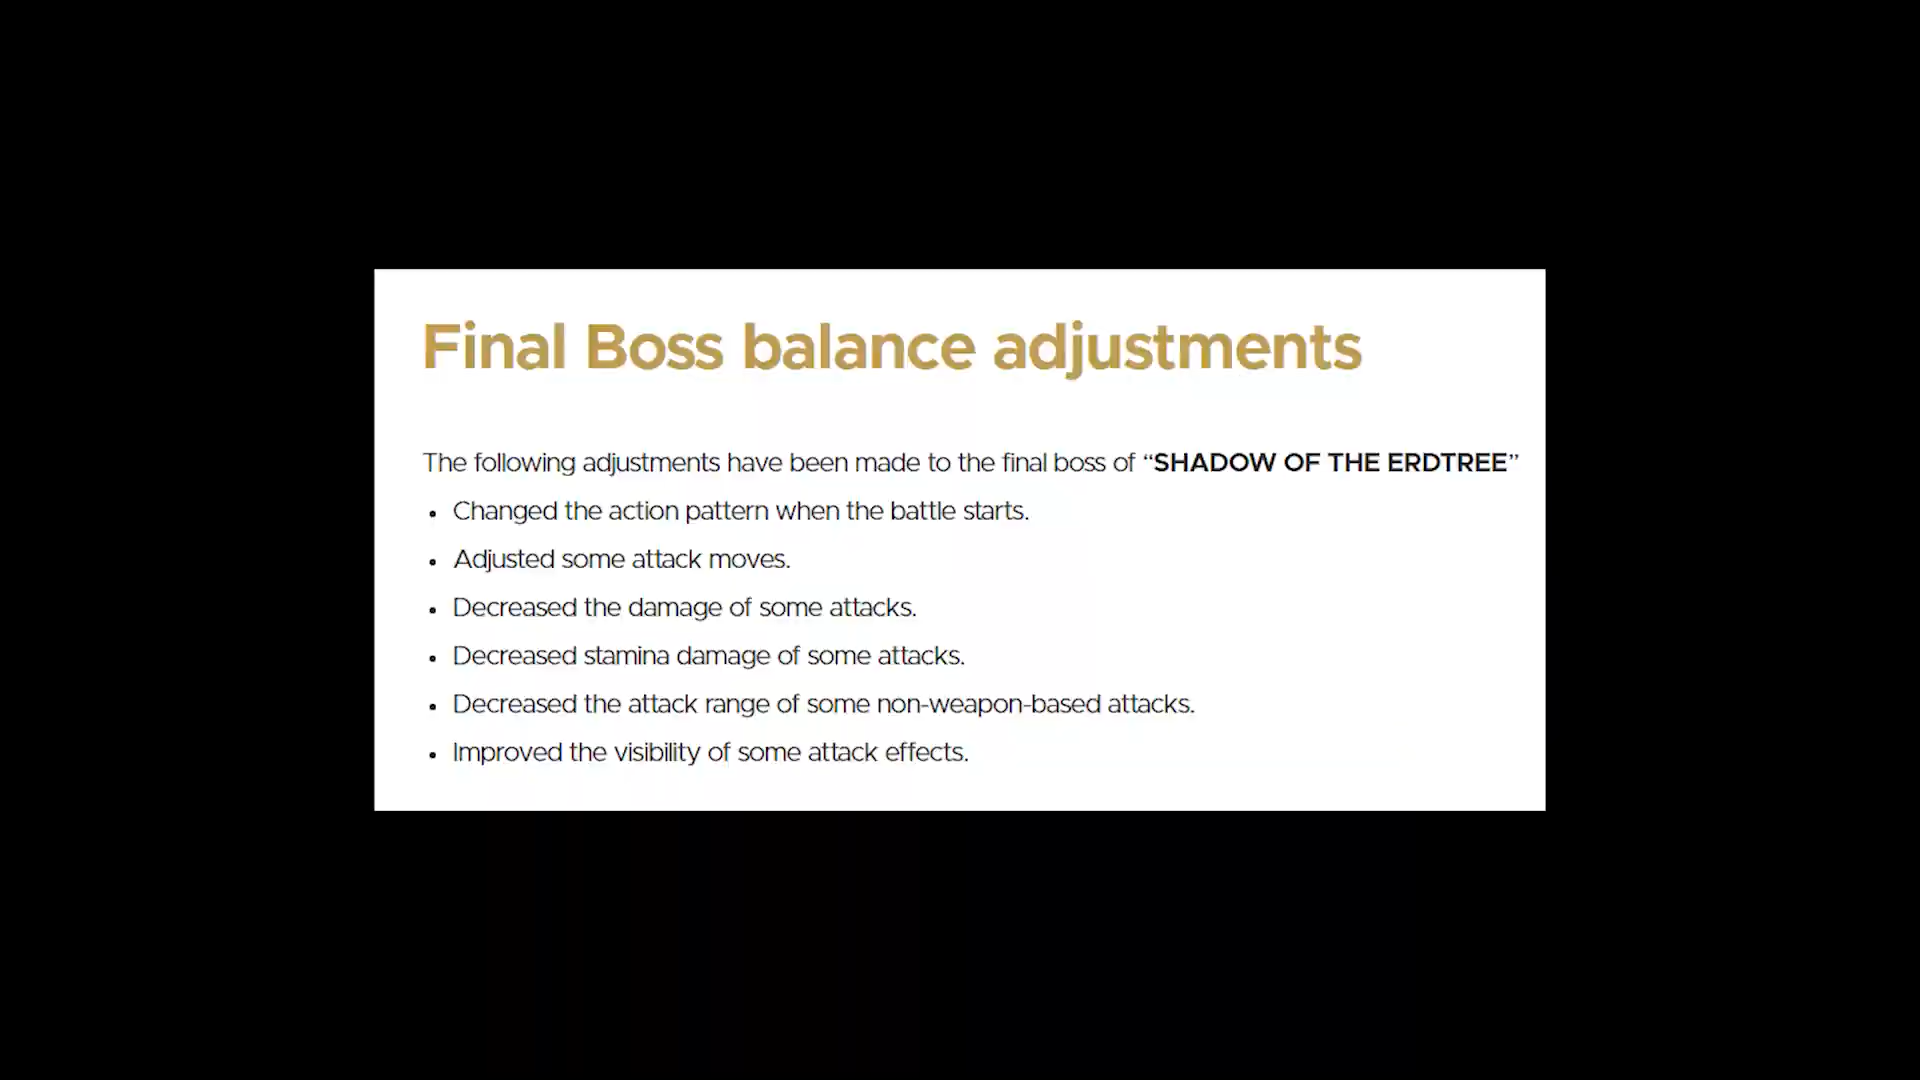 Final Boss balance adjustments
The following adjustments have been made to the final boss of “SHADOW OF THE ERDTREE”
• Changed the action pattern when the battle starts.
• Adjusted some attack moves.
• Decreased the damage of some attacks.
• Decreased stamina damage of some attacks.
• Decreased the attack range of some non-weapon-based attacks.
• Improved the visibility of some attack effects.